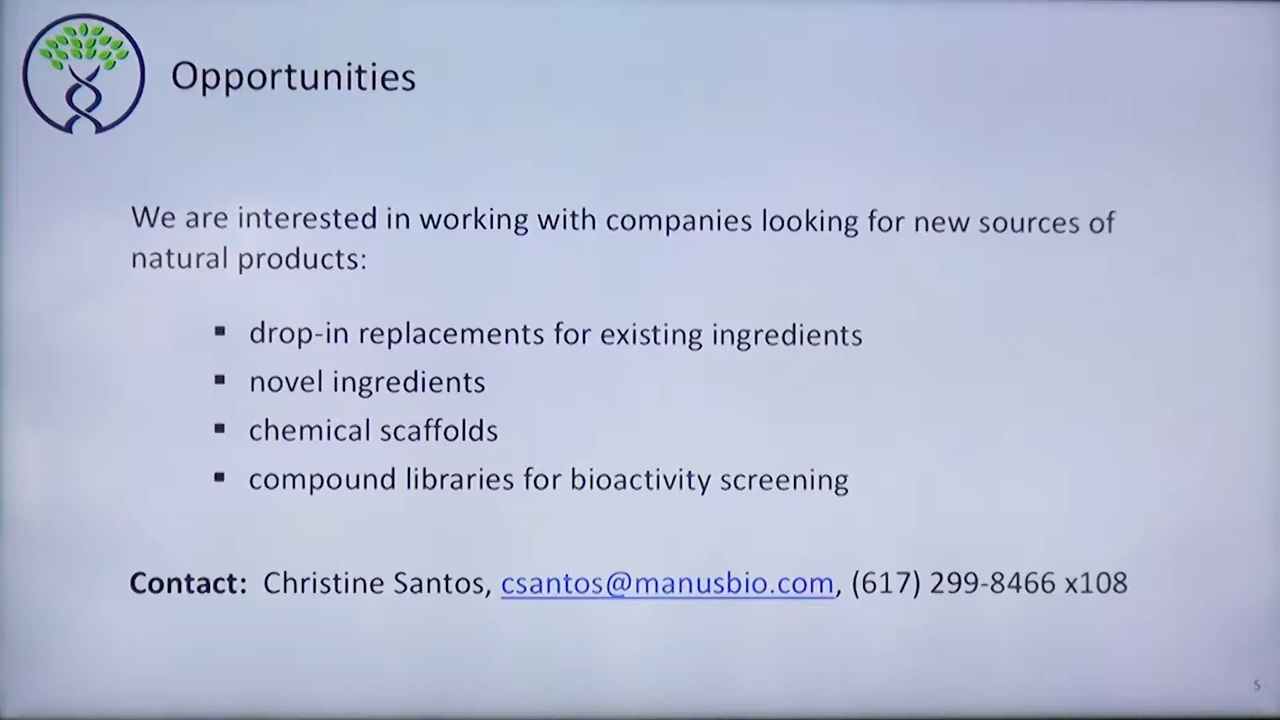 Opportunities
We are interested in working with companies looking for new sources of
natural products:
▪ drop-in replacements for existing ingredients
▪ novel ingredients
▪ chemical scaffolds
▪ compound libraries for bioactivity screening
Contact: Christine Santos, csantos@manusbio.com, (617) 299-8466 x108
5